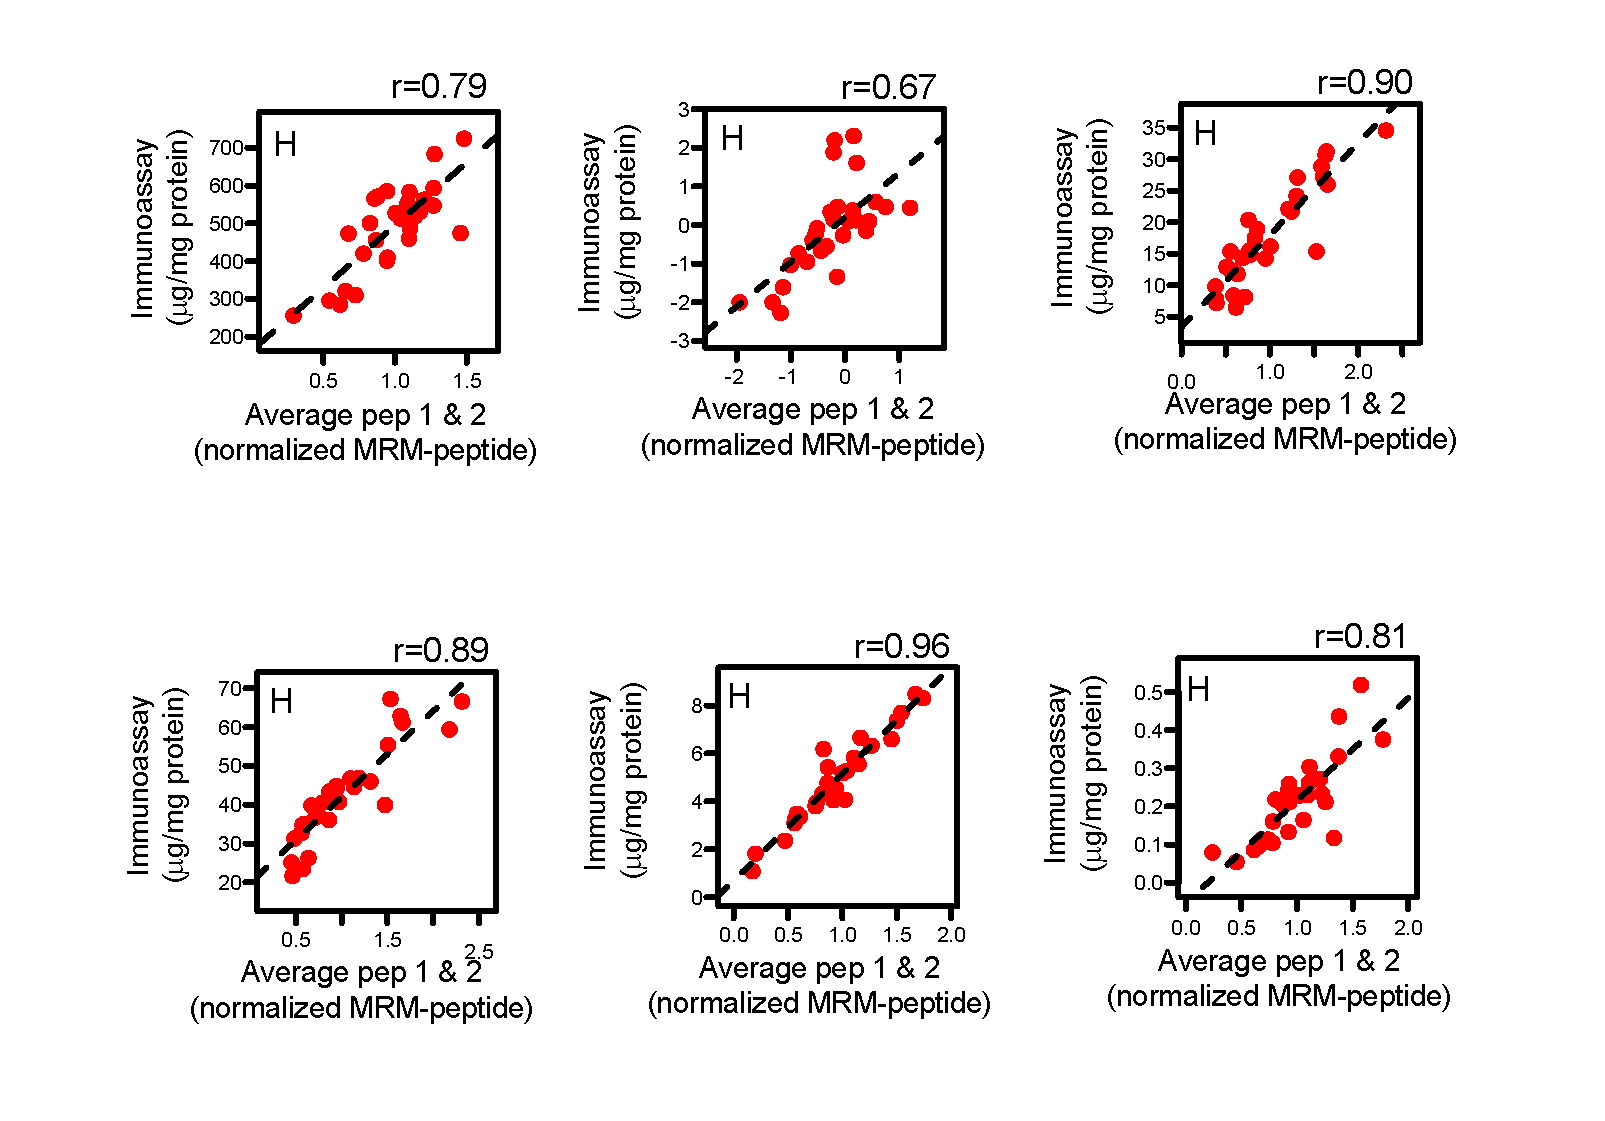 r=0.79
H
Immunoassay
(µg/mg protein)
700
600
500
400
300
200
0.5 1.0 1.5
Average pep 1 & 2
(normalized MRM-peptide)
r=0.67
H
Immunoassay
(µg/mg protein)
3
2
1
0
-1
-2
-3
-2 -1 0 1
Average pep 1 & 2
(normalized MRM-peptide)
r=0.90
H
Immunoassay
(µg/mg protein)
35
30
25
20
15
10
5
0.0 1.0 2.0
Average pep 1 & 2
(normalized MRM-peptide)
r=0.89
H
Immunoassay
(µg/mg protein)
70
60
50
40
30
20
0.5 1.5 2.5
Average pep 1 & 2
(normalized MRM-peptide)
r=0.96
H
Immunoassay
(µg/mg protein)
8
6
4
2
0
0.0 0.5 1.0 1.5 2.0
Average pep 1 & 2
(normalized MRM-peptide)
r=0.81
H
Immunoassay
(µg/mg protein)
0.5
0.4
0.3
0.2
0.1
0.0
0.0 0.5 1.0 1.5 2.0
Average pep 1 & 2
(normalized MRM-peptide)